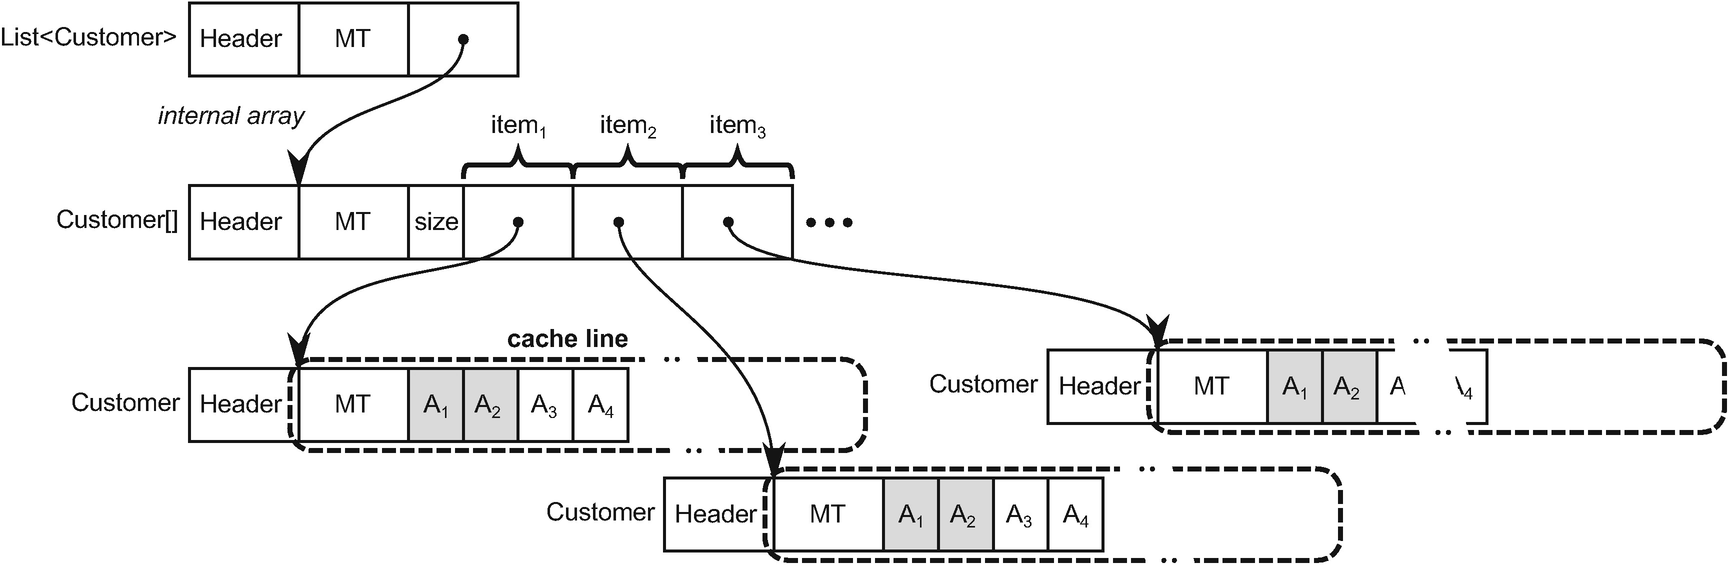 List<Customer> Header MT
internal array
item1 item2 item3
Customer[] Header MT size
cache line
Customer Header MT A1 A2 A3 A4
Customer Header MT A1 A2
Customer Header MT A1 A2 A3 A4